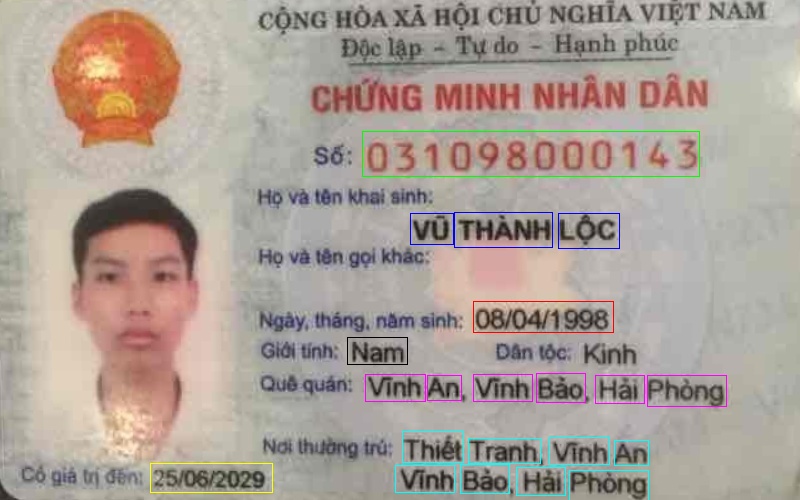 CỘNG HÒA XÃ HỘI CHỦ NGHĨA VIỆT NAM
Độc lập - Tự do - Hạnh phúc
CHỨNG MINH NHÂN DÂN
Số: 031098000143
Họ và tên khai sinh:
VŨ THÀNH LỘC
Họ và tên gọi khác:
Ngày, tháng, năm sinh: 08/04/1998
Giới tính: Nam Dân tộc: Kinh
Quê quán: Vĩnh An, Vĩnh Bảo, Hải Phòng
Nơi thường trú: Thiết Tranh, Vĩnh An
Vĩnh Bảo, Hải Phòng
Có giá trị đến: 25/06/2029